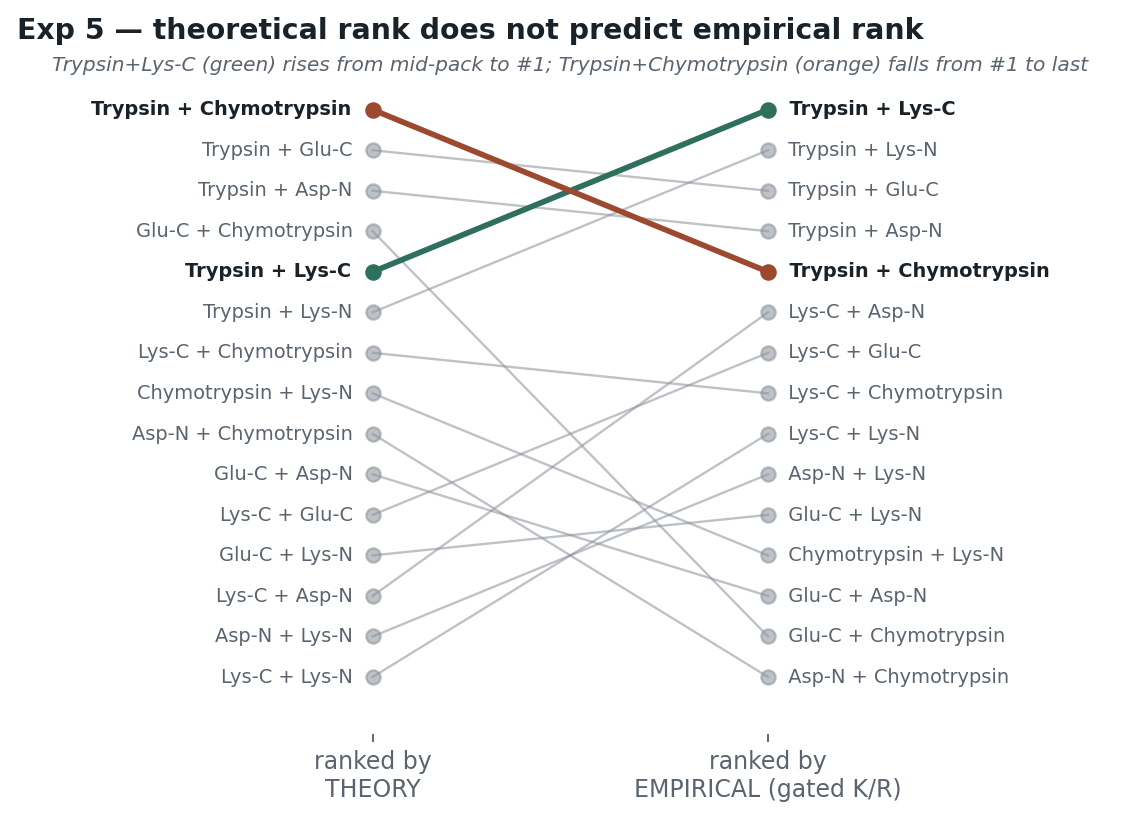 Exp 5 — theoretical rank does not predict empirical rank
Trypsin+Lys-C (green) rises from mid-pack to #1; Trypsin+Chymotrypsin (orange) falls from #1 to last
Trypsin + Chymotrypsin
Trypsin + Glu-C
Trypsin + Asp-N
Glu-C + Chymotrypsin
Trypsin + Lys-C
Trypsin + Lys-N
Lys-C + Chymotrypsin
Chymotrypsin + Lys-N
Asp-N + Chymotrypsin
Glu-C + Asp-N
Lys-C + Glu-C
Glu-C + Lys-N
Lys-C + Asp-N
Asp-N + Lys-N
Lys-C + Lys-N
Trypsin + Lys-C
Trypsin + Lys-N
Trypsin + Glu-C
Trypsin + Asp-N
Trypsin + Chymotrypsin
Lys-C + Asp-N
Lys-C + Glu-C
Lys-C + Chymotrypsin
Lys-C + Lys-N
Asp-N + Lys-N
Glu-C + Lys-N
Chymotrypsin + Lys-N
Glu-C + Asp-N
Glu-C + Chymotrypsin
Asp-N + Chymotrypsin
ranked by
THEORY
ranked by
EMPIRICAL (gated K/R)